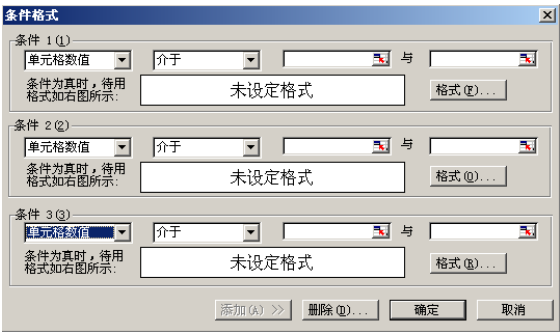 条件格式
条件 1(1)
单元格数值 介于 与
条件为真时，待用
格式如右图所示:
未设定格式
格式(F)...
条件 2(2)
单元格数值 介于 与
条件为真时，待用
格式如右图所示:
未设定格式
格式(O)...
条件 3(3)
单元格数值 介于 与
条件为真时，待用
格式如右图所示:
未设定格式
格式(R)...
添加(A) >> 删除(D)... 确定 取消